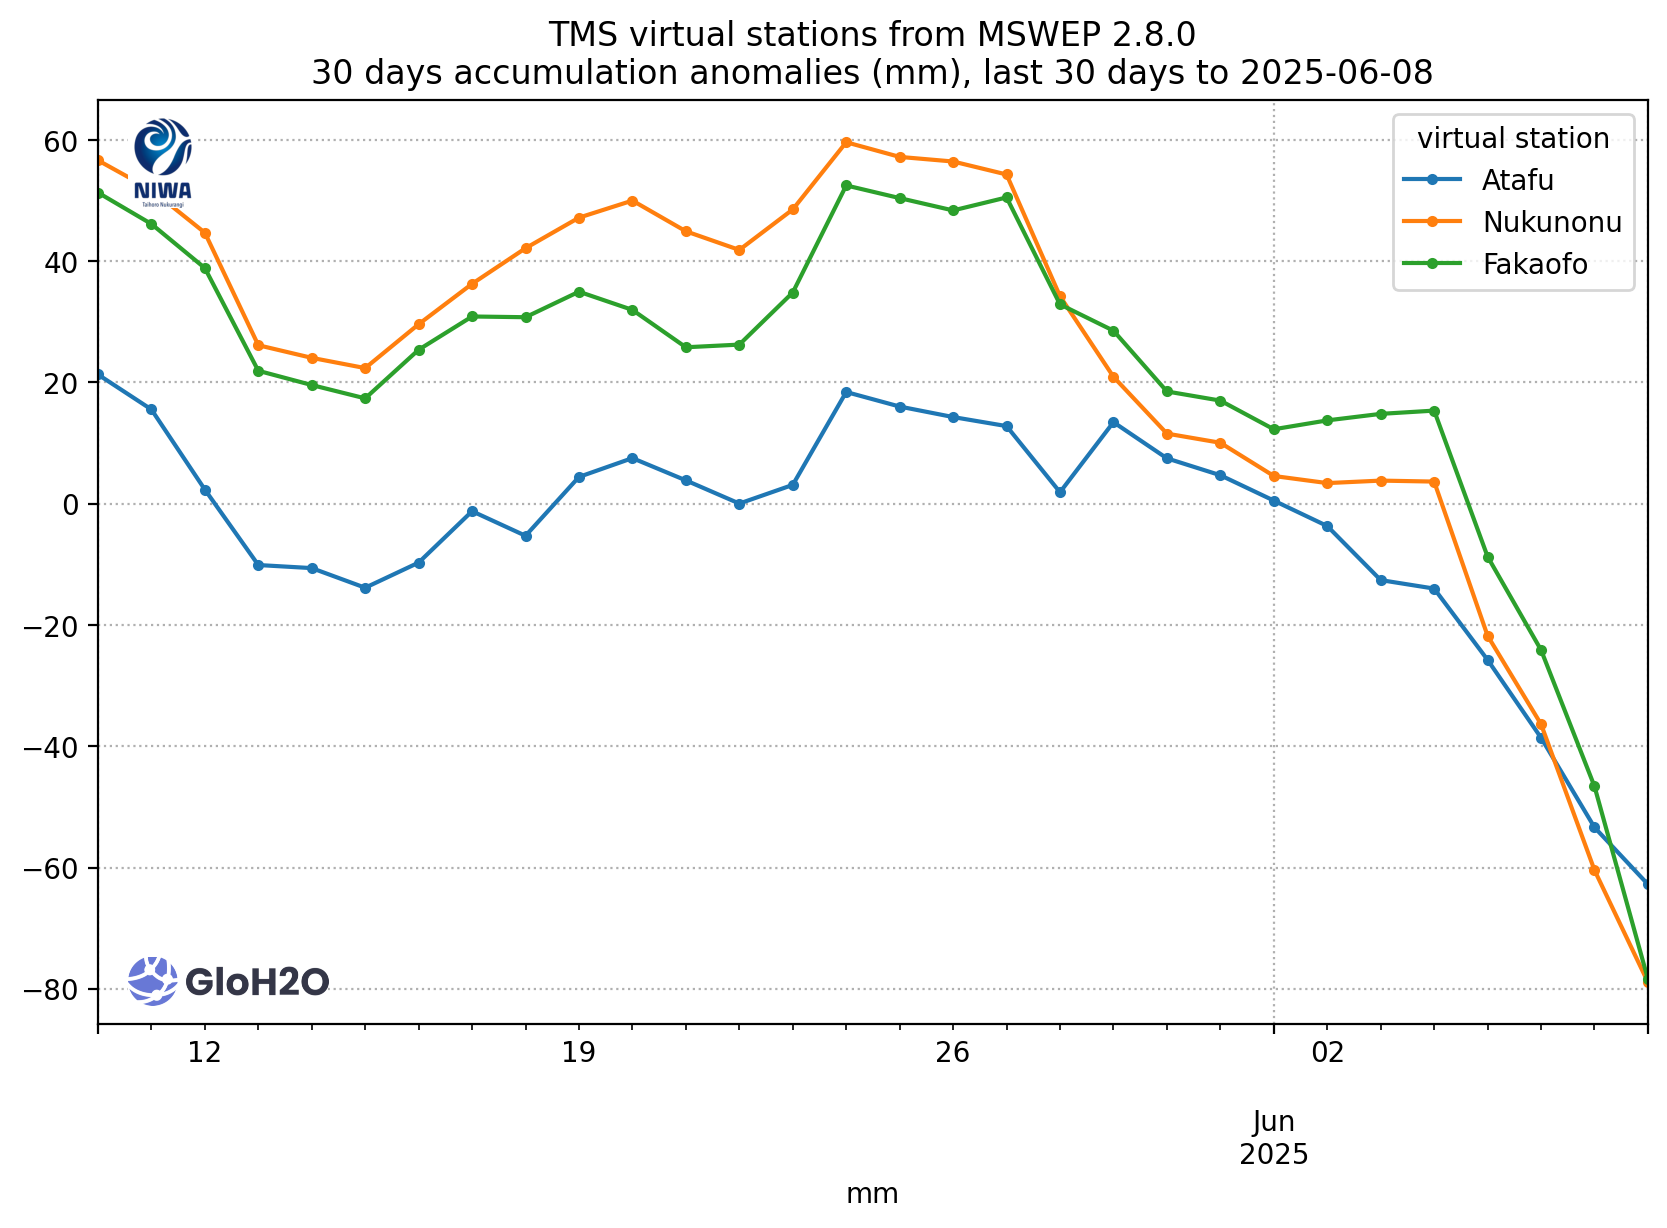 TMS virtual stations from MSWEP 2.8.0
30 days accumulation anomalies (mm), last 30 days to 2025-06-08
60
40
20
0
−20
−40
−60
−80
NIWA
Taihoro Nukurangi
virtual station
Atafu
Nukunonu
Fakaofo
GloH2O
12
19
26
02
Jun
2025
mm